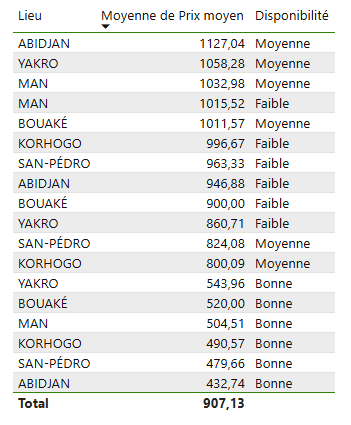 Lieu Moyenne de Prix moyen Disponibilité
ABIDJAN 1127,04 Moyenne
YAKRO 1058,28 Moyenne
MAN 1032,98 Moyenne
MAN 1015,52 Faible
BOUAKÉ 1011,57 Moyenne
KORHOGO 996,67 Faible
SAN-PÉDRO 963,33 Faible
ABIDJAN 946,88 Faible
BOUAKÉ 900,00 Faible
YAKRO 860,71 Faible
SAN-PÉDRO 824,08 Moyenne
KORHOGO 800,09 Moyenne
YAKRO 543,96 Bonne
BOUAKÉ 520,00 Bonne
MAN 504,51 Bonne
KORHOGO 490,57 Bonne
SAN-PÉDRO 479,66 Bonne
ABIDJAN 432,74 Bonne
Total 907,13